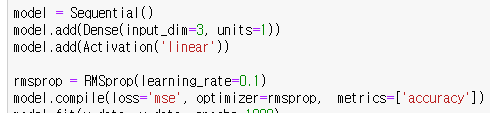 model = Sequential()
model.add(Dense(input_dim=3, units=1))
model.add(Activation('linear'))
rmsprop = RMSprop(learning_rate=0.1)
model.compile(loss='mse', optimizer=rmsprop,  metrics=['accuracy'])